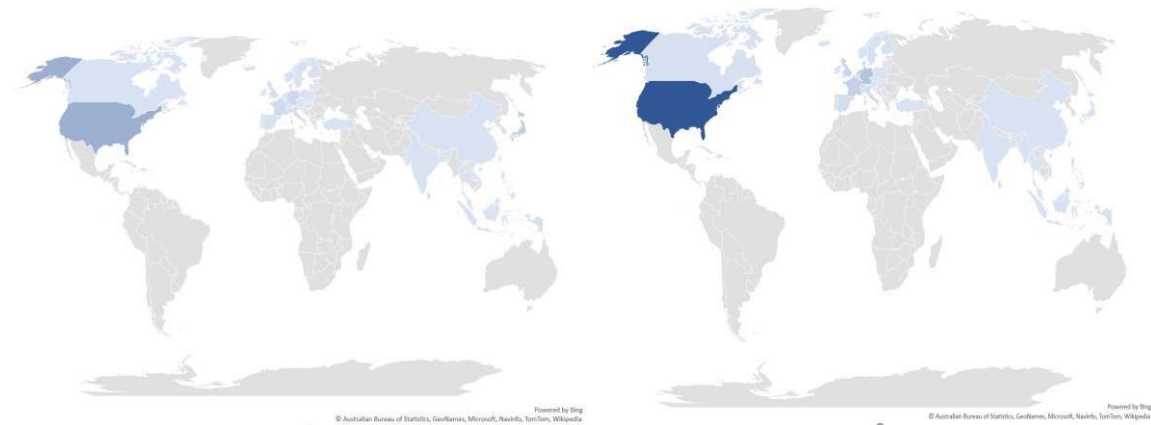 Powered by Bing
© Australian Bureau of Statistics, GeoNames, Microsoft, Navinfo, TomTom, Wikipedia
Powered by Bing
© Australian Bureau of Statistics, GeoNames, Microsoft, Navinfo, TomTom, Wikipedia